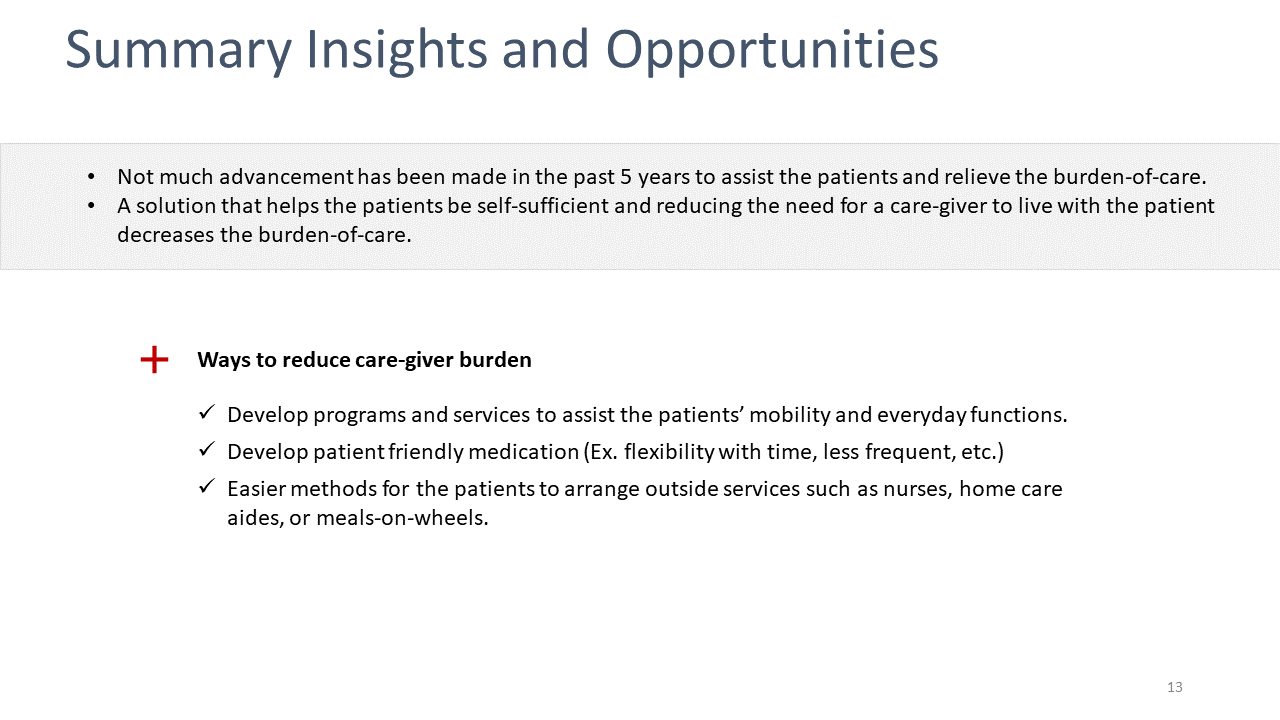 Summary Insights and Opportunities
• Not much advancement has been made in the past 5 years to assist the patients and relieve the burden-of-care.
• A solution that helps the patients be self-sufficient and reducing the need for a care-giver to live with the patient
decreases the burden-of-care.
Ways to reduce care-giver burden
✓ Develop programs and services to assist the patients’ mobility and everyday functions.
✓ Develop patient friendly medication (Ex. flexibility with time, less frequent, etc.)
✓ Easier methods for the patients to arrange outside services such as nurses, home care
aides, or meals-on-wheels.
13